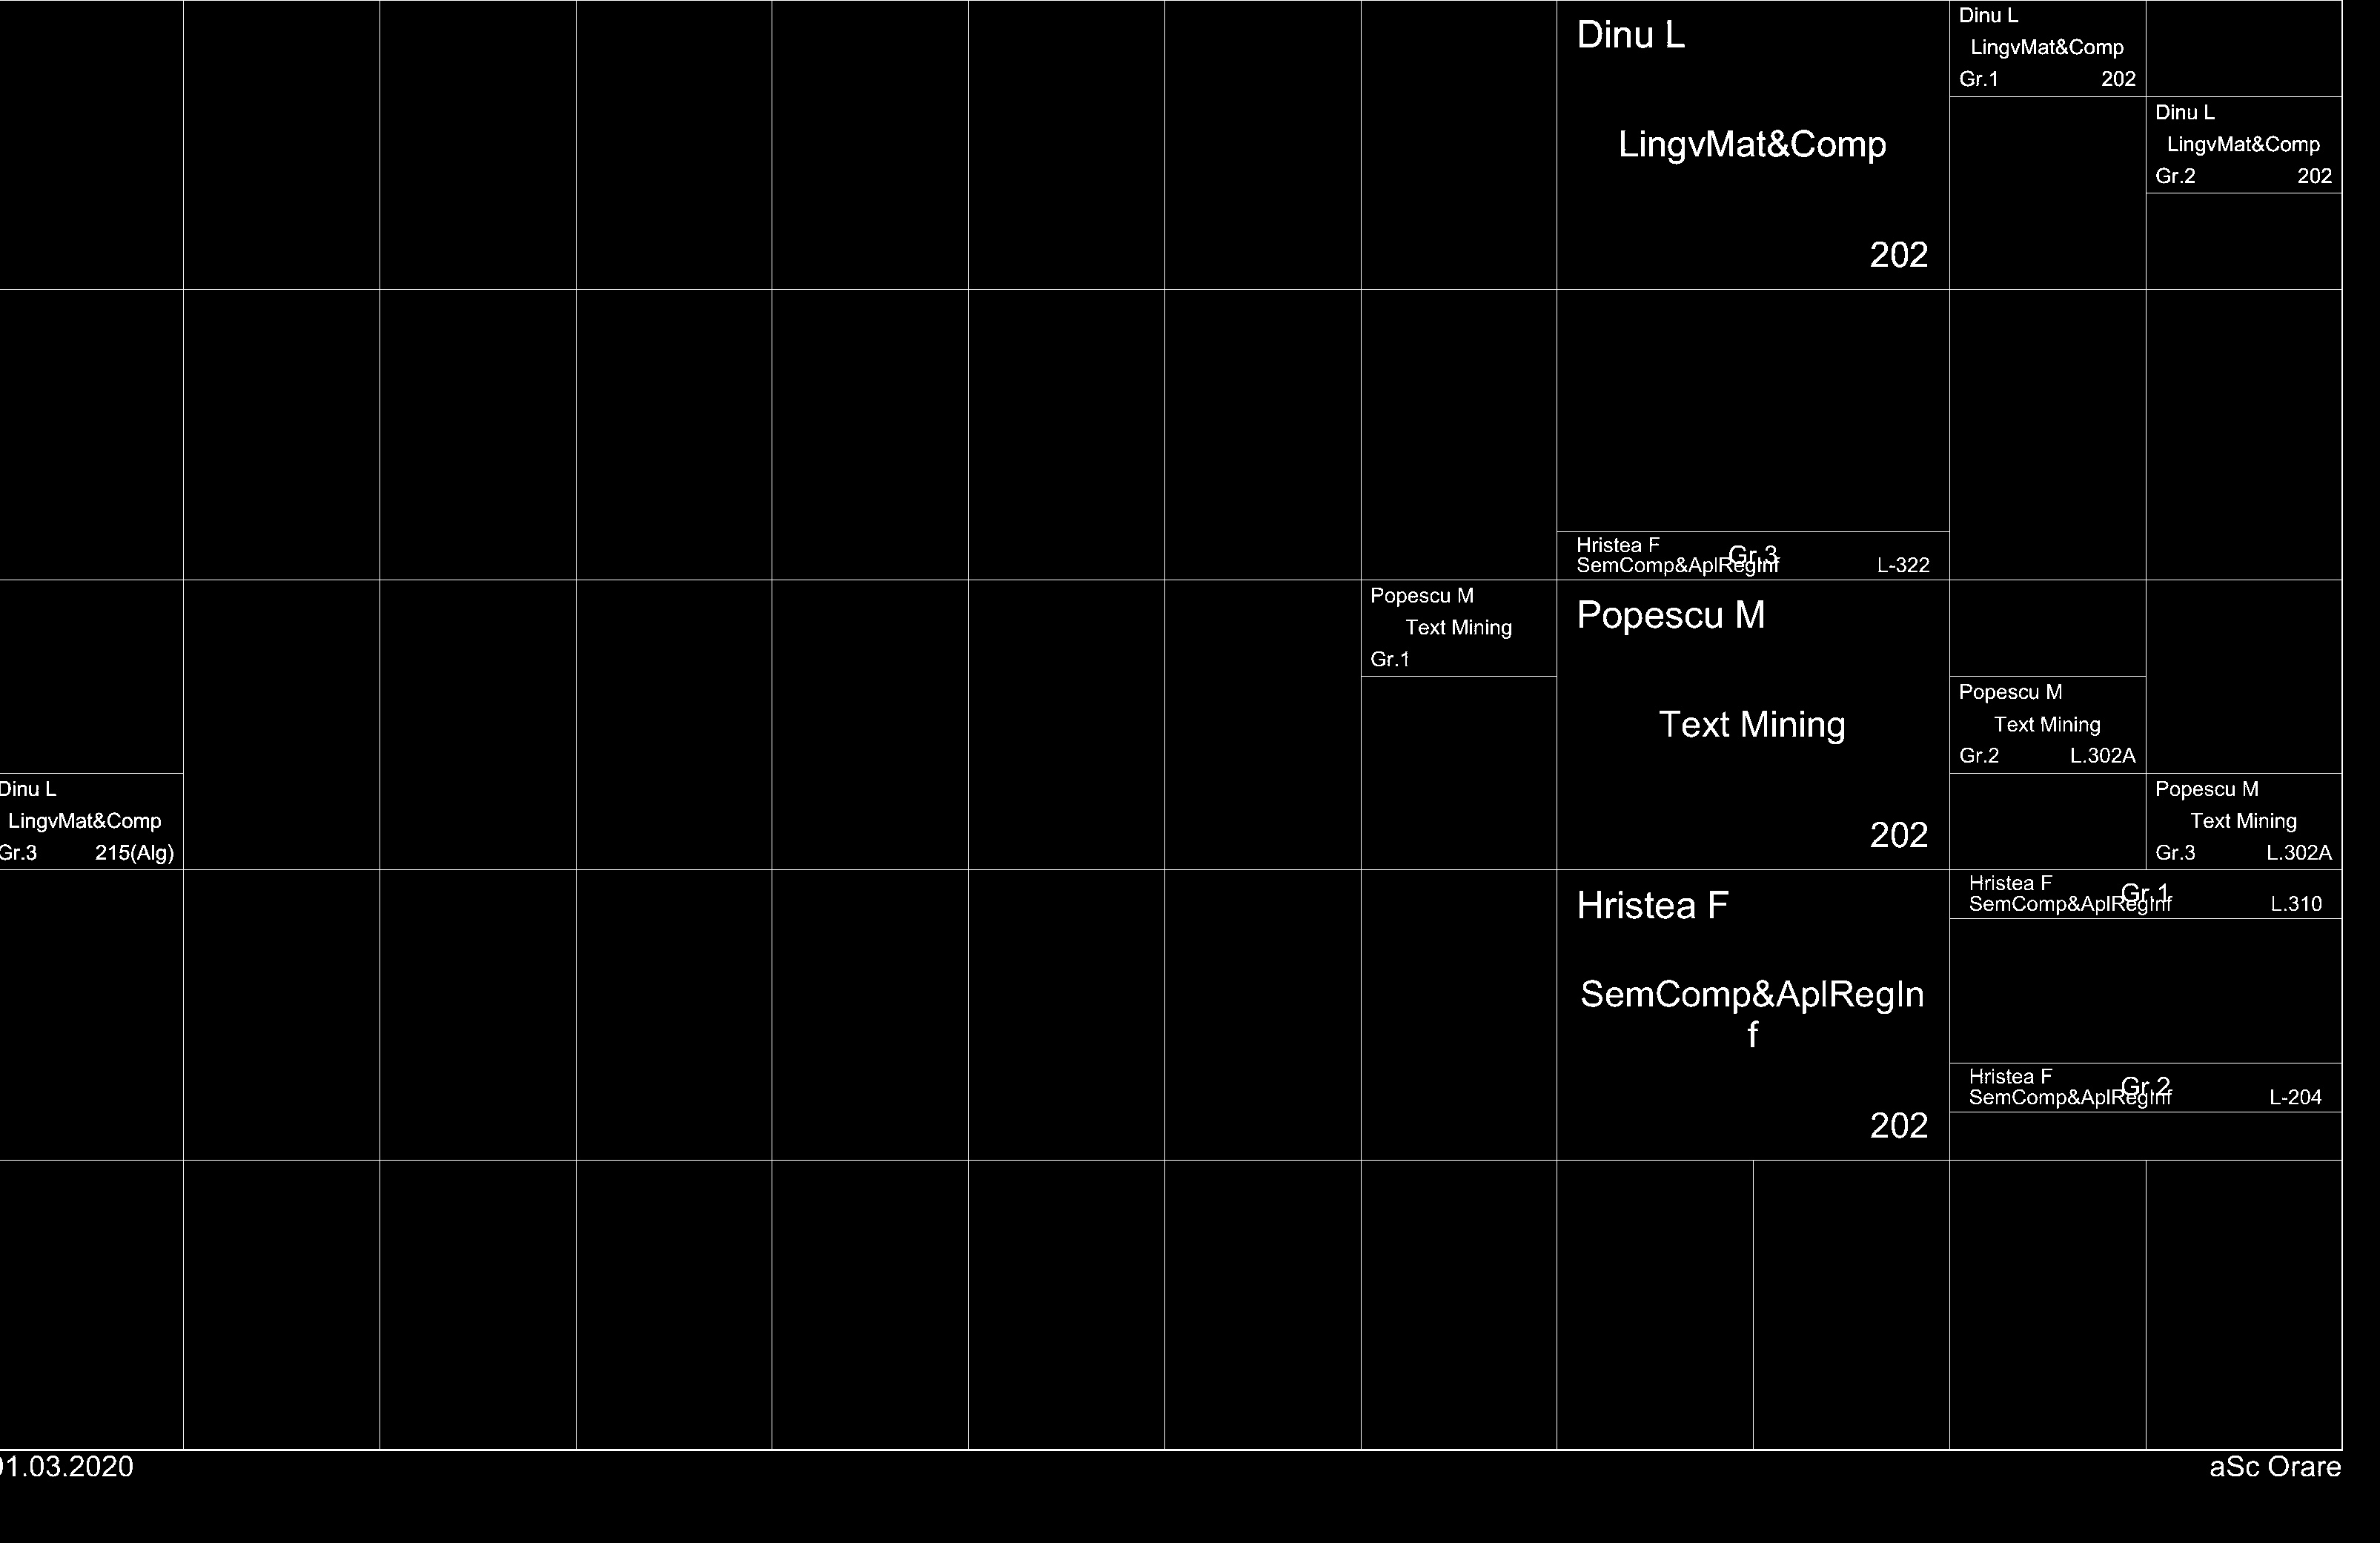 Dinu L
LingvMat&Comp
202
Dinu L
LingvMat&Comp
Gr.1 202
Dinu L
LingvMat&Comp
Gr.2 202
Hristea F
Gr.3
SemComp&AplRegInf L-322
Dinu L
LingvMat&Comp
Gr.3 215(Alg)
Popescu M
Text Mining
Gr.1
Popescu M
Text Mining
202
Popescu M
Text Mining
Gr.2 L.302A
Popescu M
Text Mining
Gr.3 L.302A
Hristea F
SemComp&AplRegIn
f
202
Hristea F
Gr.1
SemComp&AplRegInf L.310
Hristea F
Gr.2
SemComp&AplRegInf L-204
01.03.2020
aSc Orare